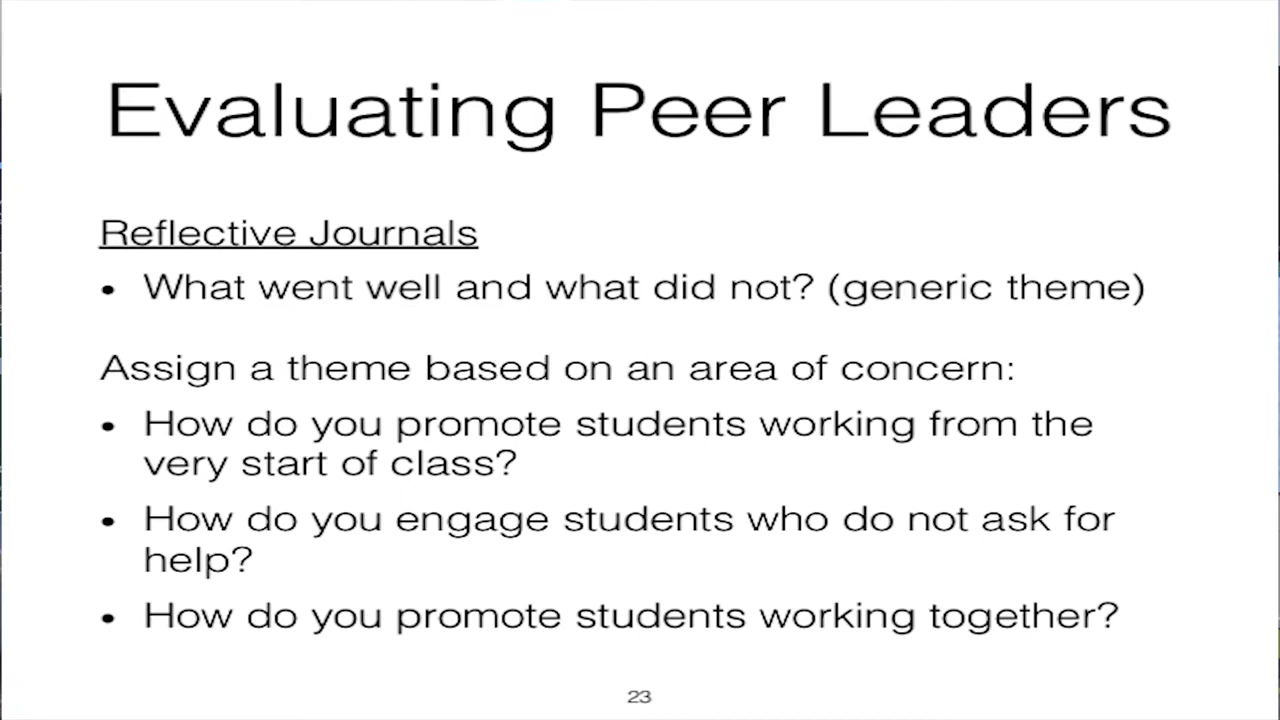 Evaluating Peer Leaders
Reflective Journals
• What went well and what did not? (generic theme)
Assign a theme based on an area of concern:
• How do you promote students working from the
very start of class?
• How do you engage students who do not ask for
help?
• How do you promote students working together?
23